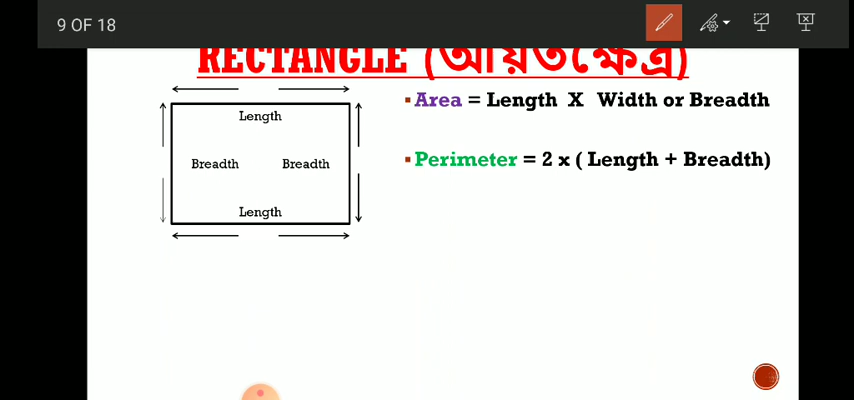 9 OF 18
RECTANGLE (আয়তক্ষেত্র)
Length
Breadth Breadth
Length
▪Area = Length X Width or Breadth
▪Perimeter = 2 x ( Length + Breadth)